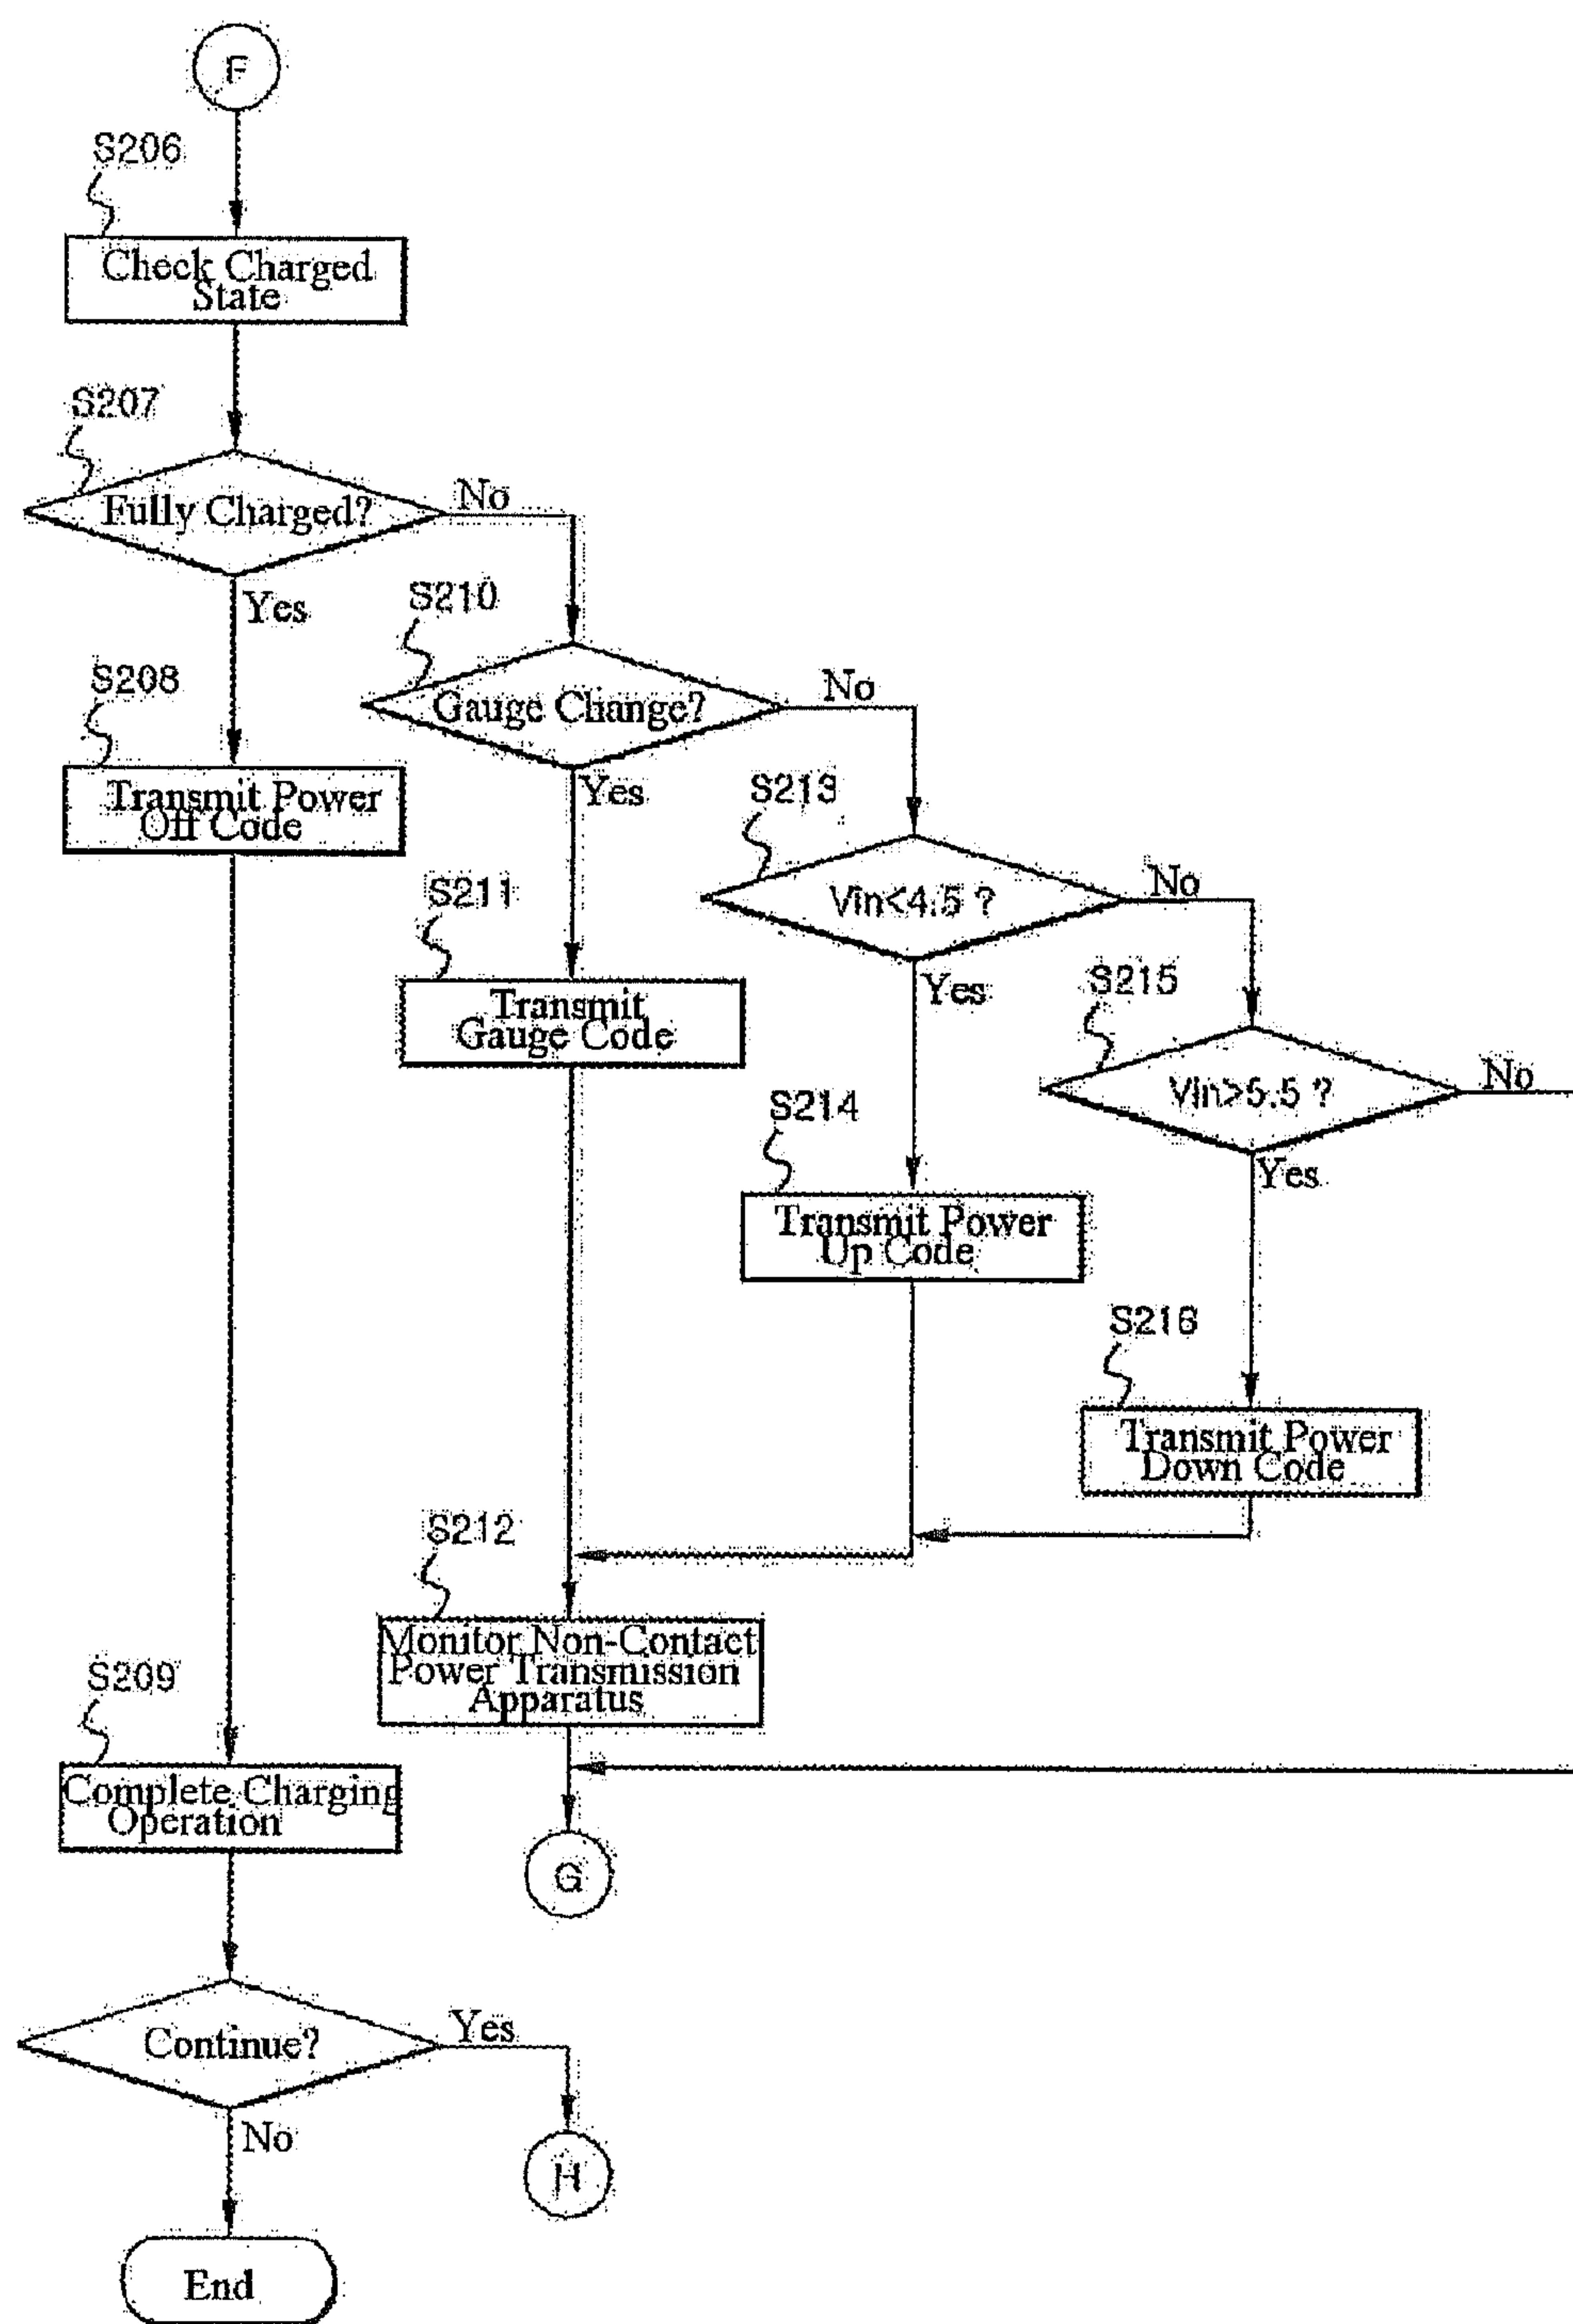 F
S206
Check Charged
State
S207
Fully Charged?
No
Yes
S210
Gauge Change?
No
Yes
S208
Transmit Power
Off Code
S213
Vin<4.5 ?
No
Yes
S211
Transmit
Gauge Code
S215
Vin>5.5 ?
No
Yes
S214
Transmit Power
Up Code
S216
Transmit Power
Down Code
S212
Monitor Non-Contact
Power Transmission
Apparatus
S209
Complete Charging
Operation
G
Continue?
Yes
No
H
End